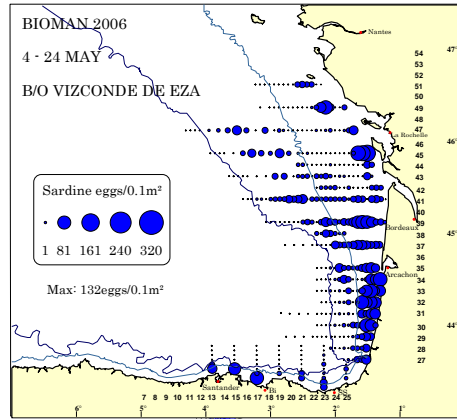 BIOMAN 2006
4 - 24 MAY
B/O VIZCONDE DE EZA
Nantes
47°
54
53
52
51
50
49
48
47
La Rochelle
46
45
46°
44
43
42
41
40
39
Bordeaux
38
45°
37
36
35
Arcachon
34
33
32
31
30
44°
29
28
27
Sardine eggs/0.1m²
1 81 161 240 320
Max: 132eggs/0.1m²
Santander
Bi
SS
7 8 9 10 11 12 13 14 15 16 17 18 19 20 21 22 23 24 25
6° 5° 4° 3° 2° 1°